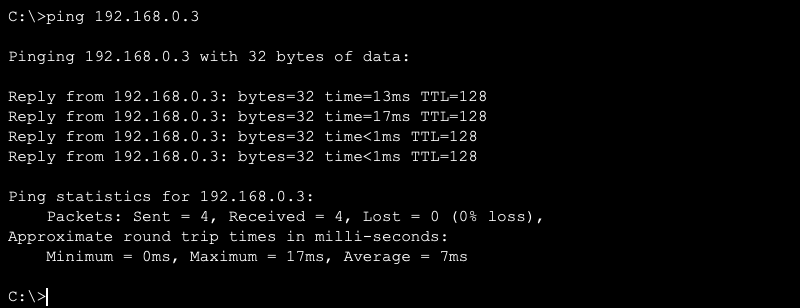 C:\>ping 192.168.0.3
Pinging 192.168.0.3 with 32 bytes of data:
Reply from 192.168.0.3: bytes=32 time=13ms TTL=128
Reply from 192.168.0.3: bytes=32 time=17ms TTL=128
Reply from 192.168.0.3: bytes=32 time<1ms TTL=128
Reply from 192.168.0.3: bytes=32 time<1ms TTL=128
Ping statistics for 192.168.0.3:
    Packets: Sent = 4, Received = 4, Lost = 0 (0% loss),
Approximate round trip times in milli-seconds:
    Minimum = 0ms, Maximum = 17ms, Average = 7ms
C:\>